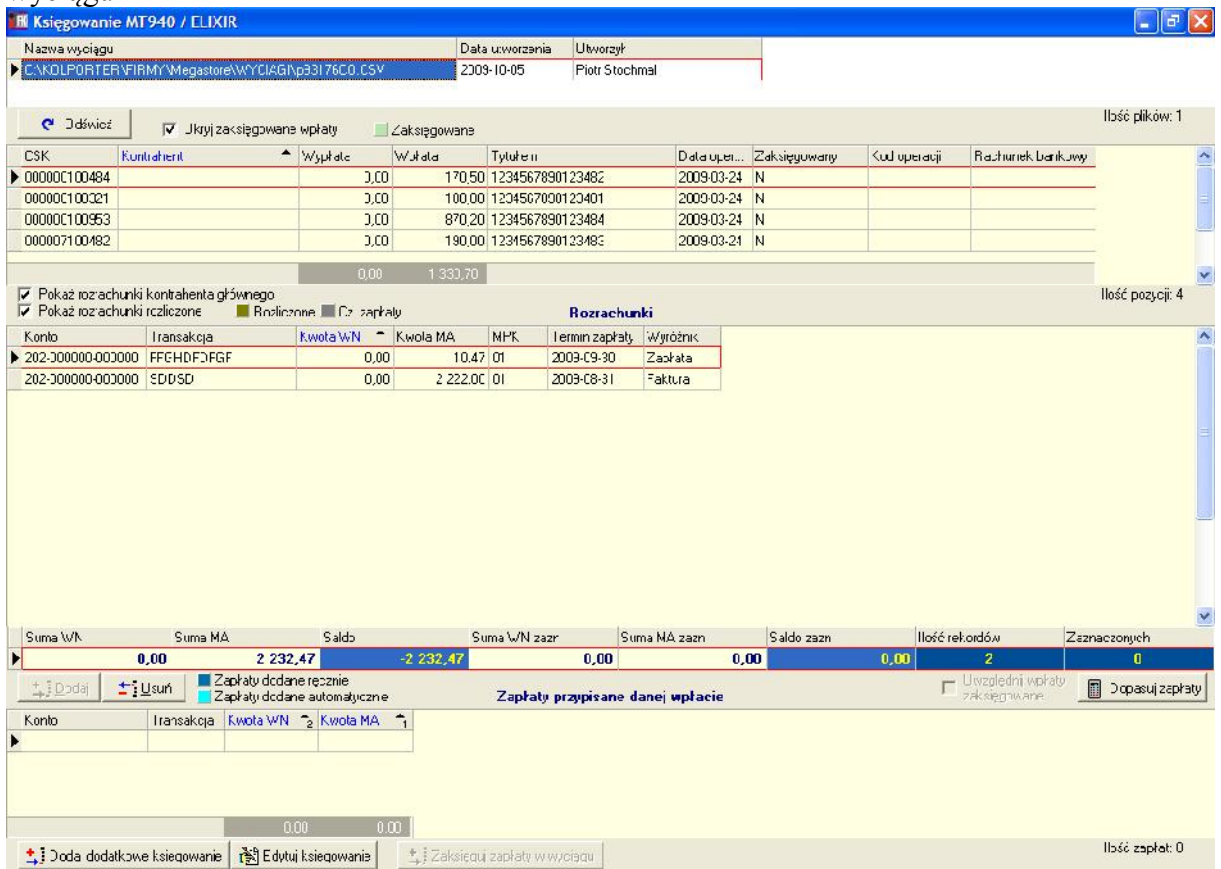 Księgowanie MT940 / ELIXIR
Nazwa wyciągu Data utworzenia Utworzył
C:\KOLPORTER\FIRMY\Megastore\WYCIAGI\p33176C0.CSV 2009-10-05 Piotr Stochmal
Odśwież Ukryj zaksięgowane wpłaty Zaksięgowane Ilość plików: 1
CSK Kontrahent Wypłata Wpłata Tytułem Data oper... Zaksięgowany Kod operacji Rachunek bankowy
000000100484 0,00 170,50 1234567890123482 2009-03-24 N
000000100321 0,00 100,00 1234567890123481 2009-03-24 N
000000100953 0,00 870,20 1234567890123484 2009-03-24 N
000007100482 0,00 190,00 1234567890123483 2009-03-24 N
0,00 1 330,70
Pokaż rozrachunki kontrahenta głównego Ilość pozycji: 4
Pokaż rozrachunki rozliczone Rozliczone Cz. zapłaty Rozrachunki
Konto Transakcja Kwota WN Kwota MA MPK Termin zapłaty Wyróżnik
202-000000-000000 FFGHDFDFGF 0,00 10,47 01 2009-09-30 Zapłata
202-000000-000000 SDDSD 0,00 2 222,00 01 2009-08-31 Faktura
Suma WN Suma MA Saldo Suma WN zazn Suma MA zazn Saldo zazn Ilość rekordów Zaznaczonych
0,00 2 232,47 -2 232,47 0,00 0,00 0,00 2 0
Dodaj Usuń Zapłaty dodane ręcznie Uwzględnij wpłaty
Zapłaty dodane automatyczne Zapłaty przypisane danej wpłacie zaksięgowane Dopasuj zapłaty
Konto Transakcja Kwota WN 2 Kwota MA 1
0,00 0,00
Doda dodatkowe ksiegowanie Edytuj ksiegowanie Zaksieguj zapłaty w wyciągu Ilość zapłat: 0